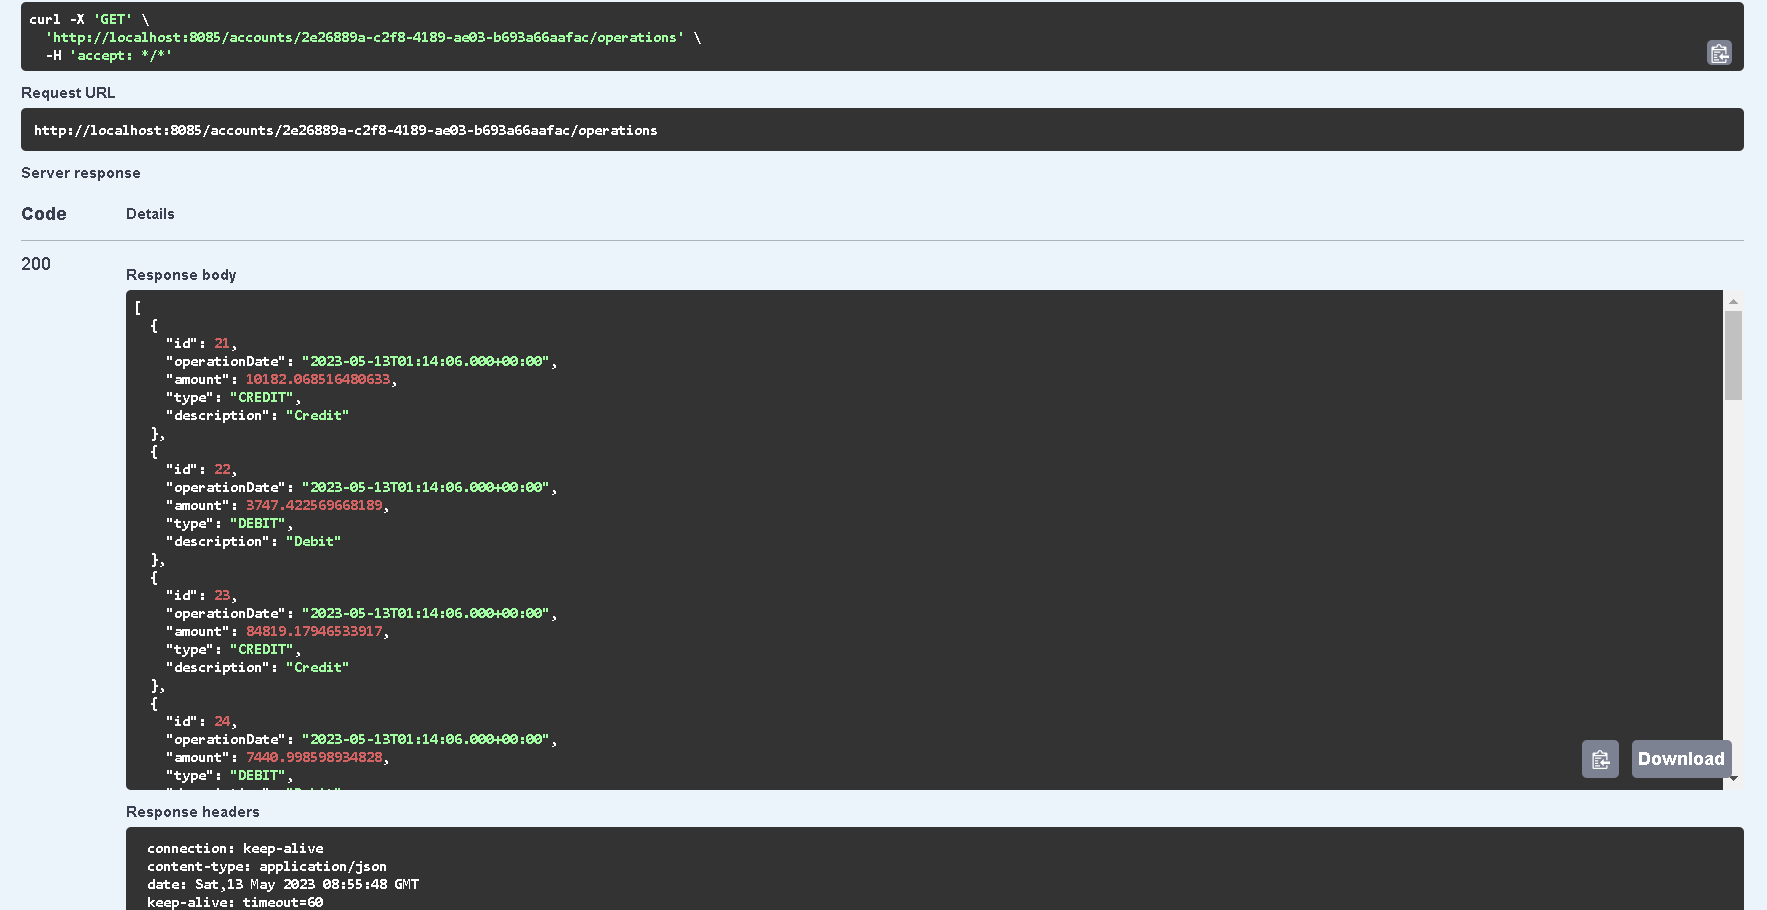 curl -X 'GET' \
'http://localhost:8085/accounts/2e26889a-c2f8-4189-ae03-b693a66aafac/operations' \
-H 'accept: */*'
Request URL
http://localhost:8085/accounts/2e26889a-c2f8-4189-ae03-b693a66aafac/operations
Server response
Code Details
200
Response body
[
{
"id": 21,
"operationDate": "2023-05-13T01:14:06.000+00:00",
"amount": 10182.068516480633,
"type": "CREDIT",
"description": "Credit"
},
{
"id": 22,
"operationDate": "2023-05-13T01:14:06.000+00:00",
"amount": 3747.422569668189,
"type": "DEBIT",
"description": "Debit"
},
{
"id": 23,
"operationDate": "2023-05-13T01:14:06.000+00:00",
"amount": 84819.17946533917,
"type": "CREDIT",
"description": "Credit"
},
{
"id": 24,
"operationDate": "2023-05-13T01:14:06.000+00:00",
"amount": 7440.998598934828,
"type": "DEBIT",
Download
Response headers
connection: keep-alive
content-type: application/json
date: Sat,13 May 2023 08:55:48 GMT
keep-alive: timeout=60